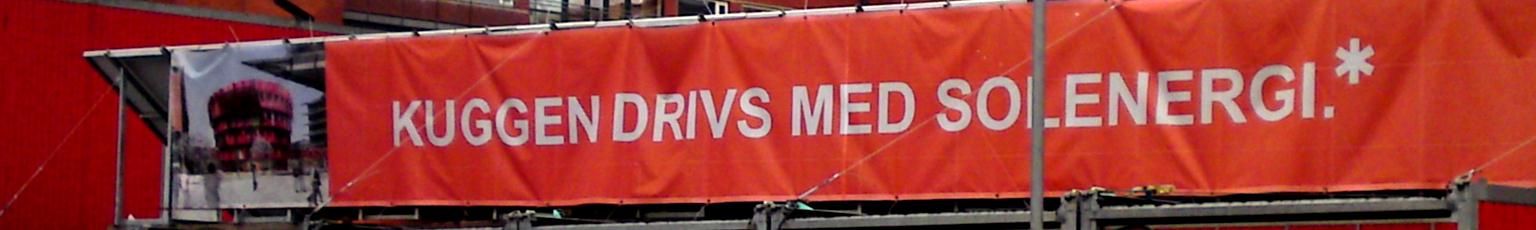 KUGGEN DRIVS MED SOLENERGI.*